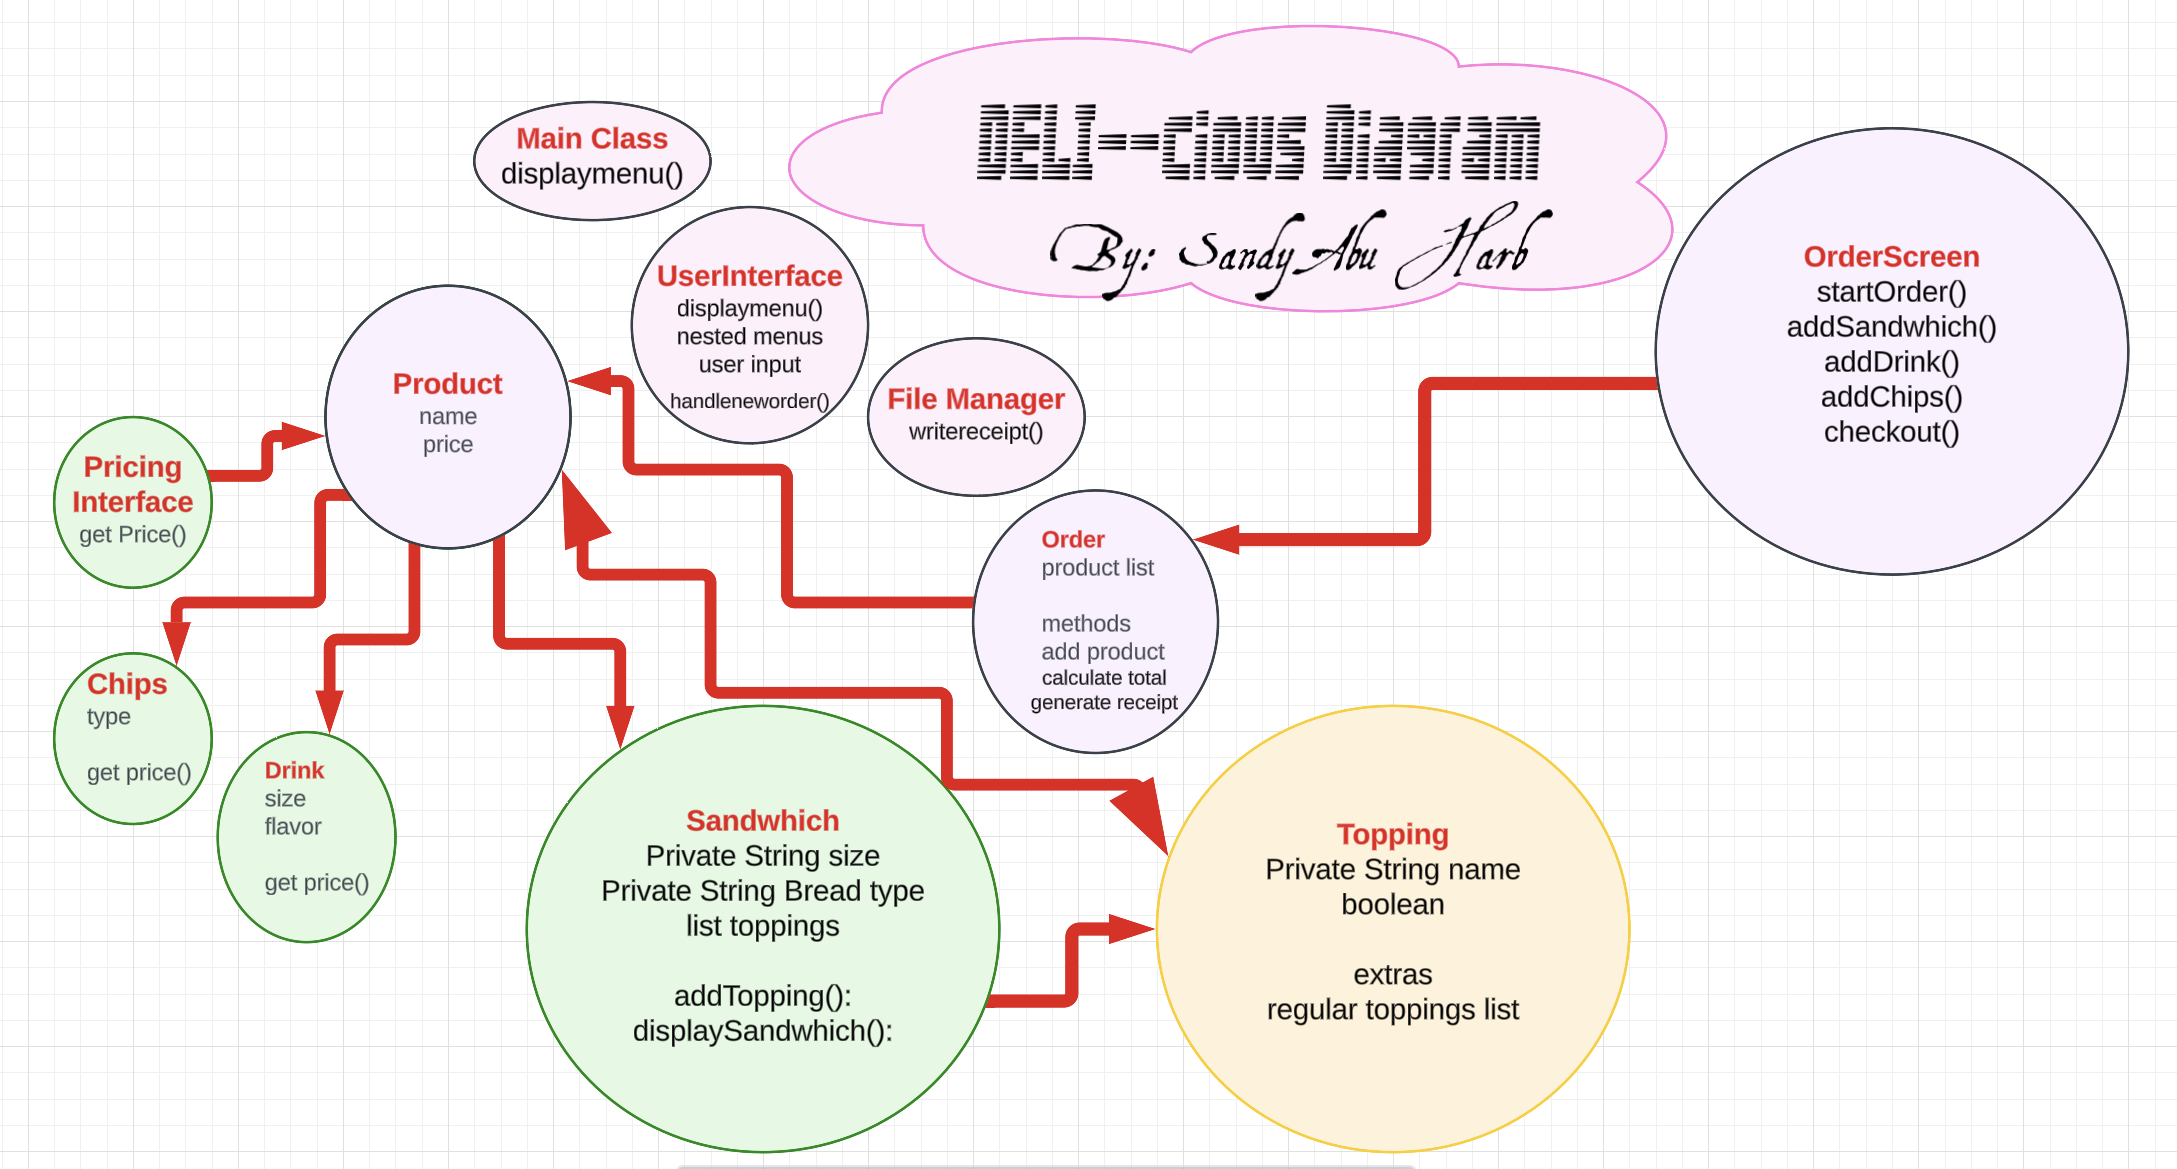 DELI==cious Diagram
By: Sandy Abu Harb
Main Class
displaymenu()
UserInterface
displaymenu()
nested menus
user input
handleneworder()
File Manager
writereceipt()
OrderScreen
startOrder()
addSandwhich()
addDrink()
addChips()
checkout()
Product
name
price
Pricing
Interface
get Price()
Order
product list
methods
add product
calculate total
generate receipt
Chips
type
get price()
Drink
size
flavor
get price()
Sandwhich
Private String size
Private String Bread type
list toppings
addTopping():
displaySandwhich():
Topping
Private String name
boolean
extras
regular toppings list